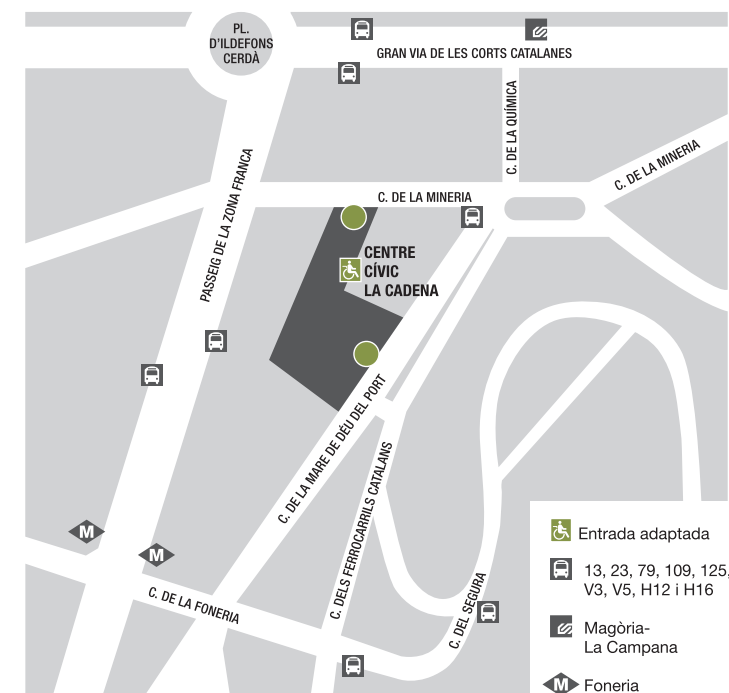 PL.
D'ILDEFONS
CERDÀ
GRAN VIA DE LES CORTS CATALANES
C. DE LA QUÍMICA
C. DE LA MINERIA
C. DE LA MINERIA
PASSEIG DE LA ZONA FRANCA
CENTRE
CÍVIC
LA CADENA
C. DE LA MARE DE DÉU DEL PORT
C. DELS FERROCARRILS CATALANS
M
M
C. DE LA FONERIA
C. DEL SEGURA
Entrada adaptada
13, 23, 79, 109, 125,
V3, V5, H12 i H16
Magòria-
La Campana
M Foneria